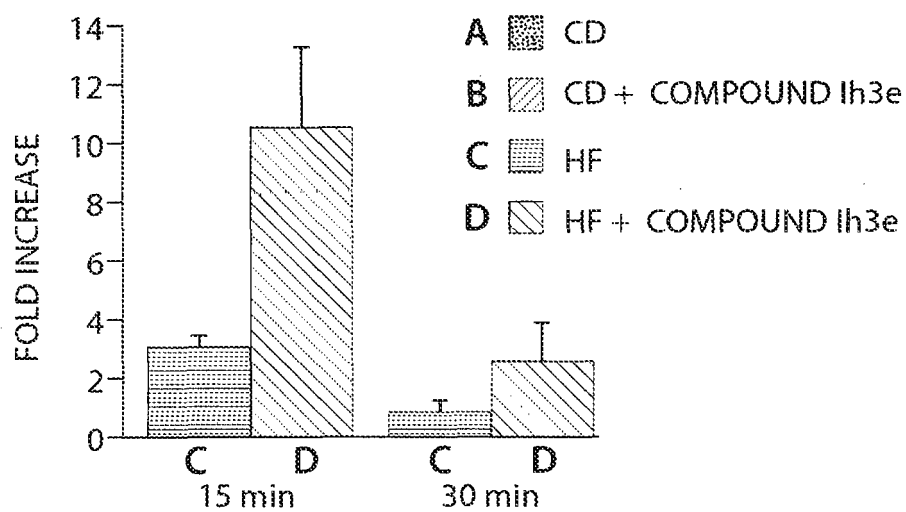 14
12
10
8
6
4
2
0
FOLD INCREASE
A CD
B CD + COMPOUND Ih3e
C HF
D HF + COMPOUND Ih3e
C D C D
15 min 30 min